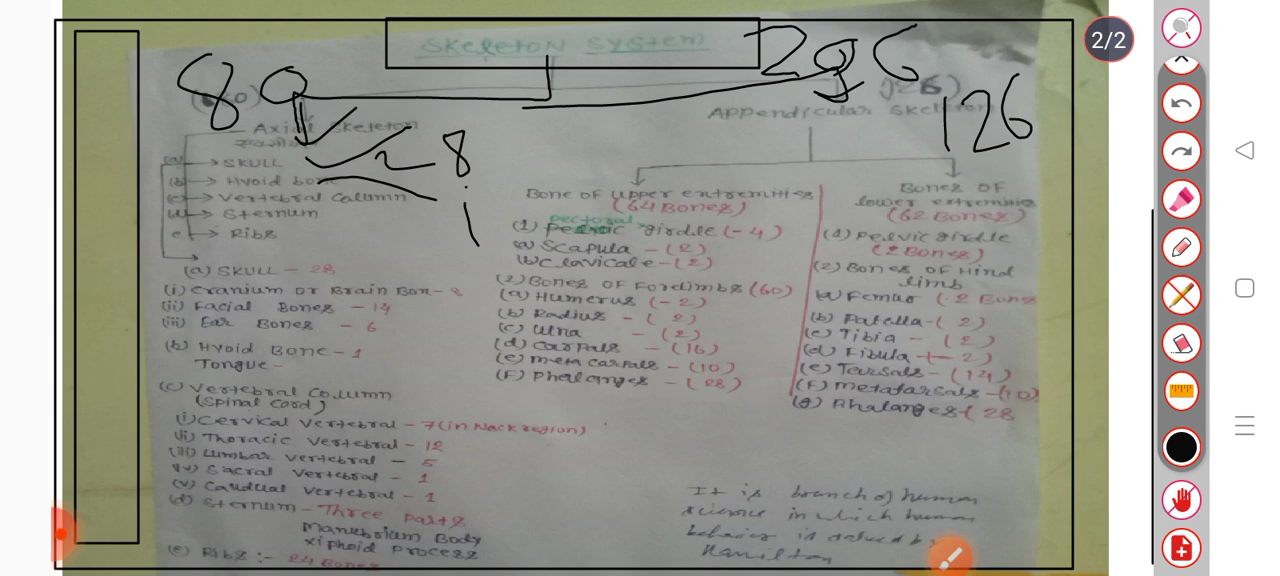 Skeleton System
80
206
(80)
(126)
126
Axial Skeleton
Appendicular Skeleton
28
(a) → SKULL
(b) → Hyoid bone
(c) → Vertebral Calumn
(d) → Sternum
e → Ribs
(a) SKULL - 28
(i) Cranium or Brain Bon - 8
(ii) Facial Bones - 14
(iii) Ear Bones - 6
(b) Hyoid Bone - 1
Tongue -
(c) Vertebral Column
(Spinal Cord)
(i) Cervical Vertebral - 7 (in Nack region)
(ii) Thoracic Vertebral - 12
(iii) Lumbar Vertebral - 5
(iv) Sacral Vertebral - 1
(v) Caudual Vertebral - 1
(d) Sternum - Three Parts
Manubrium Body
Xiphoid Process
(e) Ribs :- 24 Bones
Bone of upper extremities
(64 Bones)
pectoral
(1) girdle (- 4)
(a) Scapula - (2)
(b) Clavicale - (2)
(2) Bones of Fordimbs (60)
(a) Humerus (- 2)
(b) Radius - ( 2)
(c) Ulna - (2)
(d) Carpals - (16)
(e) Meta Carpals - (10)
(F) Phalanges - (28)
Bones of
lower extremities
(62 Bones)
(1) Pelvic girdle
(2 Bones)
(2) Bones of Hind
limb
(a) Femur (2 Bones
(b) Patella - ( 2)
(c) Tibia - ( 2)
(d) Fibula - ( 2)
(e) Tarsals - (14)
(F) metatarsals - (10)
(g) Phalanges - ( 28
It is branch of human
science in which human
behavior is by
Hamilton
2/2